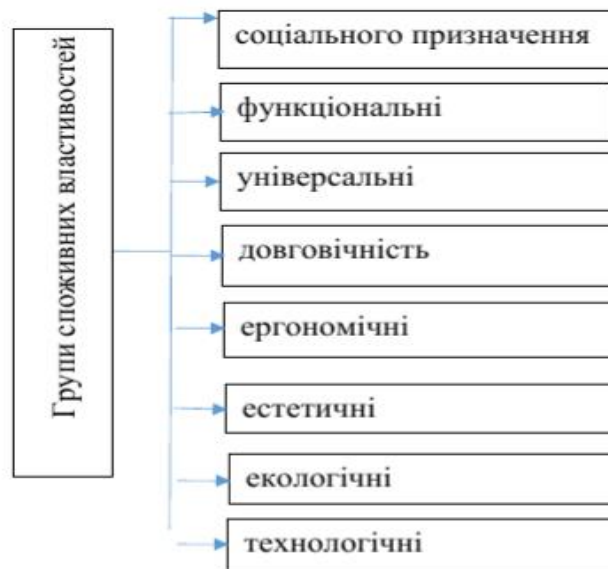 Групи споживних властивостей
соціального призначення
функціональні
універсальні
довговічність
ергономічні
естетичні
екологічні
технологічні